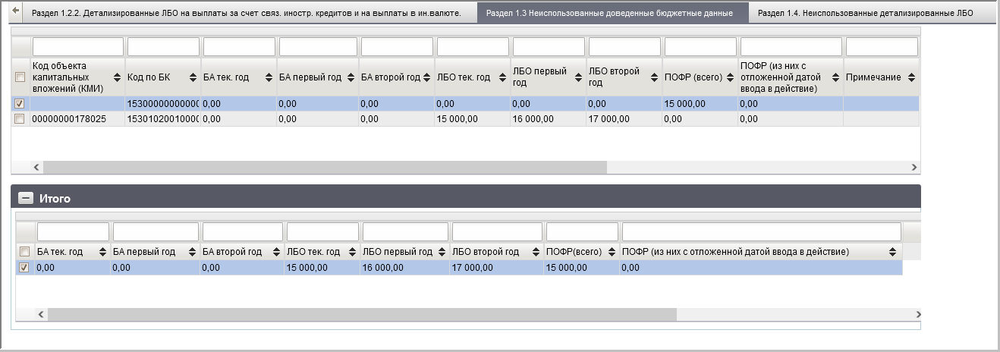 Раздел 1.2.2. Детализированные ЛБО на выплаты за счет связ. иностр. кредитов и на выплаты в ин.валюте. Раздел 1.3 Неиспользованные доведенные бюджетные данные Раздел 1.4. Неиспользованные детализированные ЛБО
Код объекта капитальных вложений (КМИ) Код по БК БА тек. год БА первый год БА второй год ЛБО тек. год ЛБО первый год ЛБО второй год ПОФР (всего) ПОФР (из них с отложенной датой ввода в действие) Примечание
15300000000000 0,00 0,00 0,00 0,00 0,00 0,00 15 000,00 0,00
00000000178025 15301020010000 0,00 0,00 0,00 15 000,00 16 000,00 17 000,00 0,00 0,00
Итого
БА тек. год БА первый год БА второй год ЛБО тек. год ЛБО первый год ЛБО второй год ПОФР(всего) ПОФР (из них с отложенной датой ввода в действие)
0,00 0,00 0,00 15 000,00 16 000,00 17 000,00 15 000,00 0,00